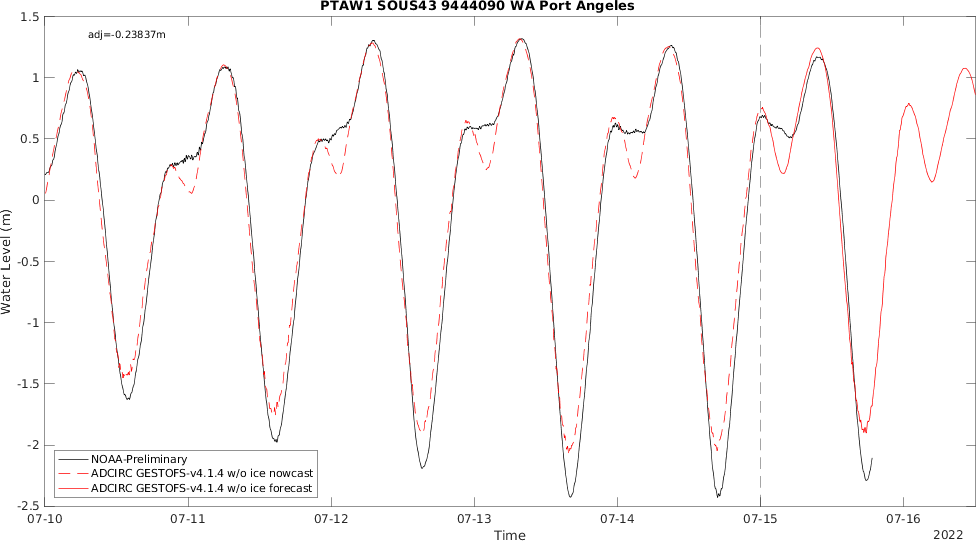 PTAW1 SOUS43 9444090 WA Port Angeles
adj=-0.23837m
1.5
1
0.5
0
-0.5
-1
-1.5
-2
-2.5
Water Level (m)
NOAA-Preliminary
ADCIRC GESTOFS-v4.1.4 w/o ice nowcast
ADCIRC GESTOFS-v4.1.4 w/o ice forecast
07-10 07-11 07-12 07-13 07-14 07-15 07-16
Time
2022